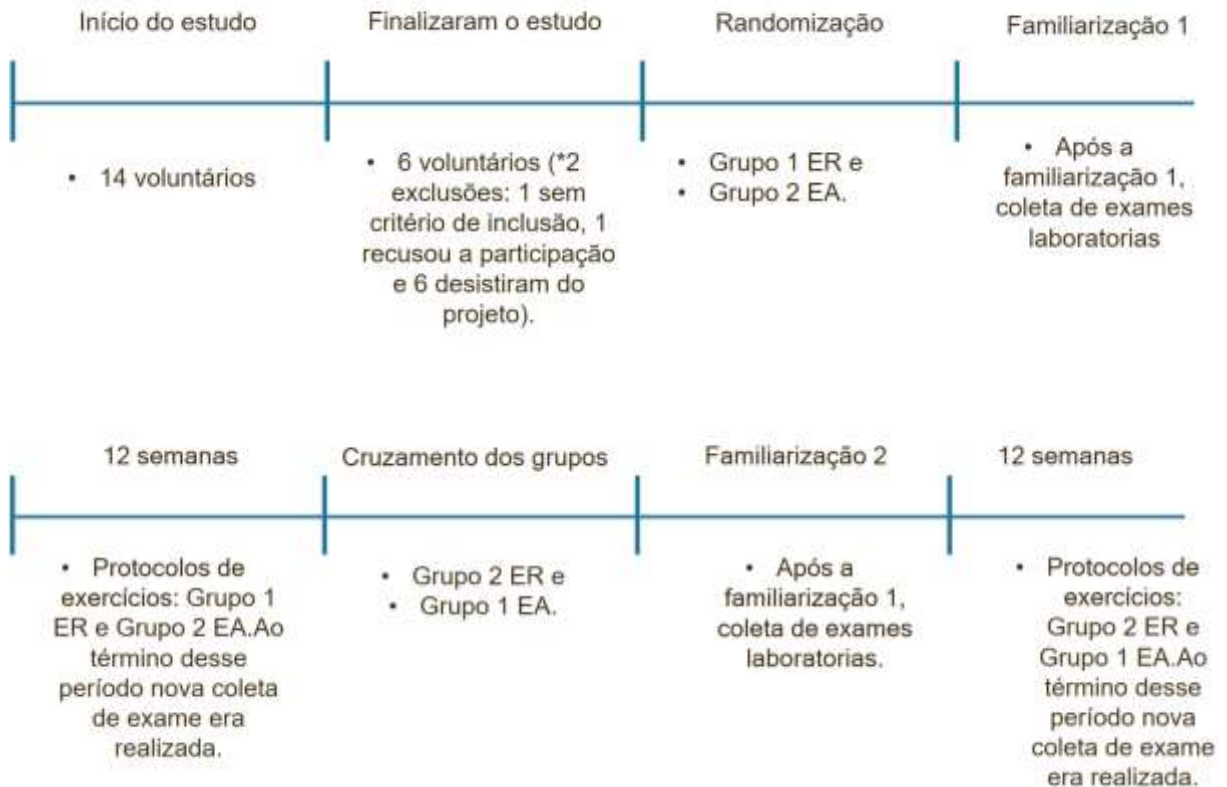 Início do estudo
Finalizaram o estudo
Randomização
Familiarização 1
• 14 voluntários
• 6 voluntários (*2
exclusões: 1 sem
critério de inclusão, 1
recusou a participação
e 6 desistiram do
projeto).
• Grupo 1 ER e
• Grupo 2 EA.
• Após a
familiarização 1,
coleta de exames
laboratorias
12 semanas
Cruzamento dos grupos
Familiarização 2
12 semanas
• Protocolos de
exercícios: Grupo 1
ER e Grupo 2 EA.Ao
término desse
período nova coleta
de exame era
realizada.
• Grupo 2 ER e
• Grupo 1 EA.
• Após a
familiarização 1,
coleta de exames
laboratorias.
• Protocolos de
exercícios:
Grupo 2 ER e
Grupo 1 EA.Ao
término desse
período nova
coleta de exame
era realizada.